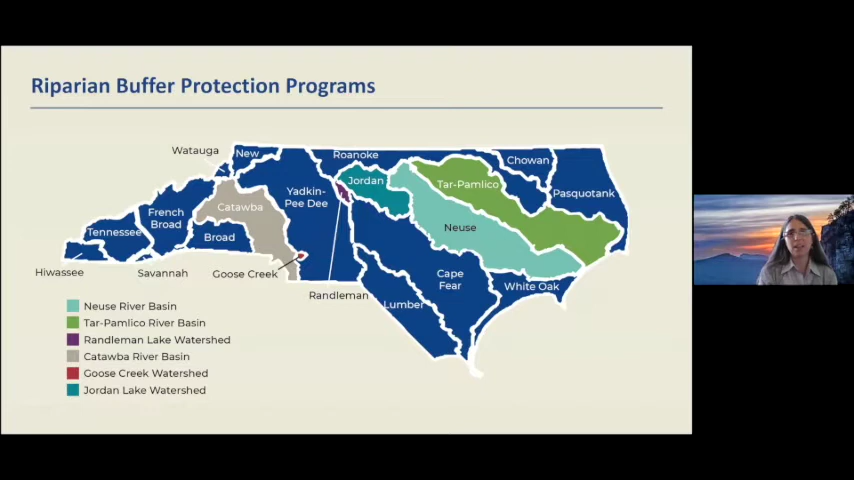 Riparian Buffer Protection Programs
Watauga
New
Roanoke
Chowan
Jordan
Tar-Pamlico
Pasquotank
Yadkin-
Pee Dee
Catawba
French
Broad
Neuse
Tennessee
Broad
Hiwassee
Savannah
Goose Creek
Cape
Fear
White Oak
Randleman
Lumber
Neuse River Basin
Tar-Pamlico River Basin
Randleman Lake Watershed
Catawba River Basin
Goose Creek Watershed
Jordan Lake Watershed